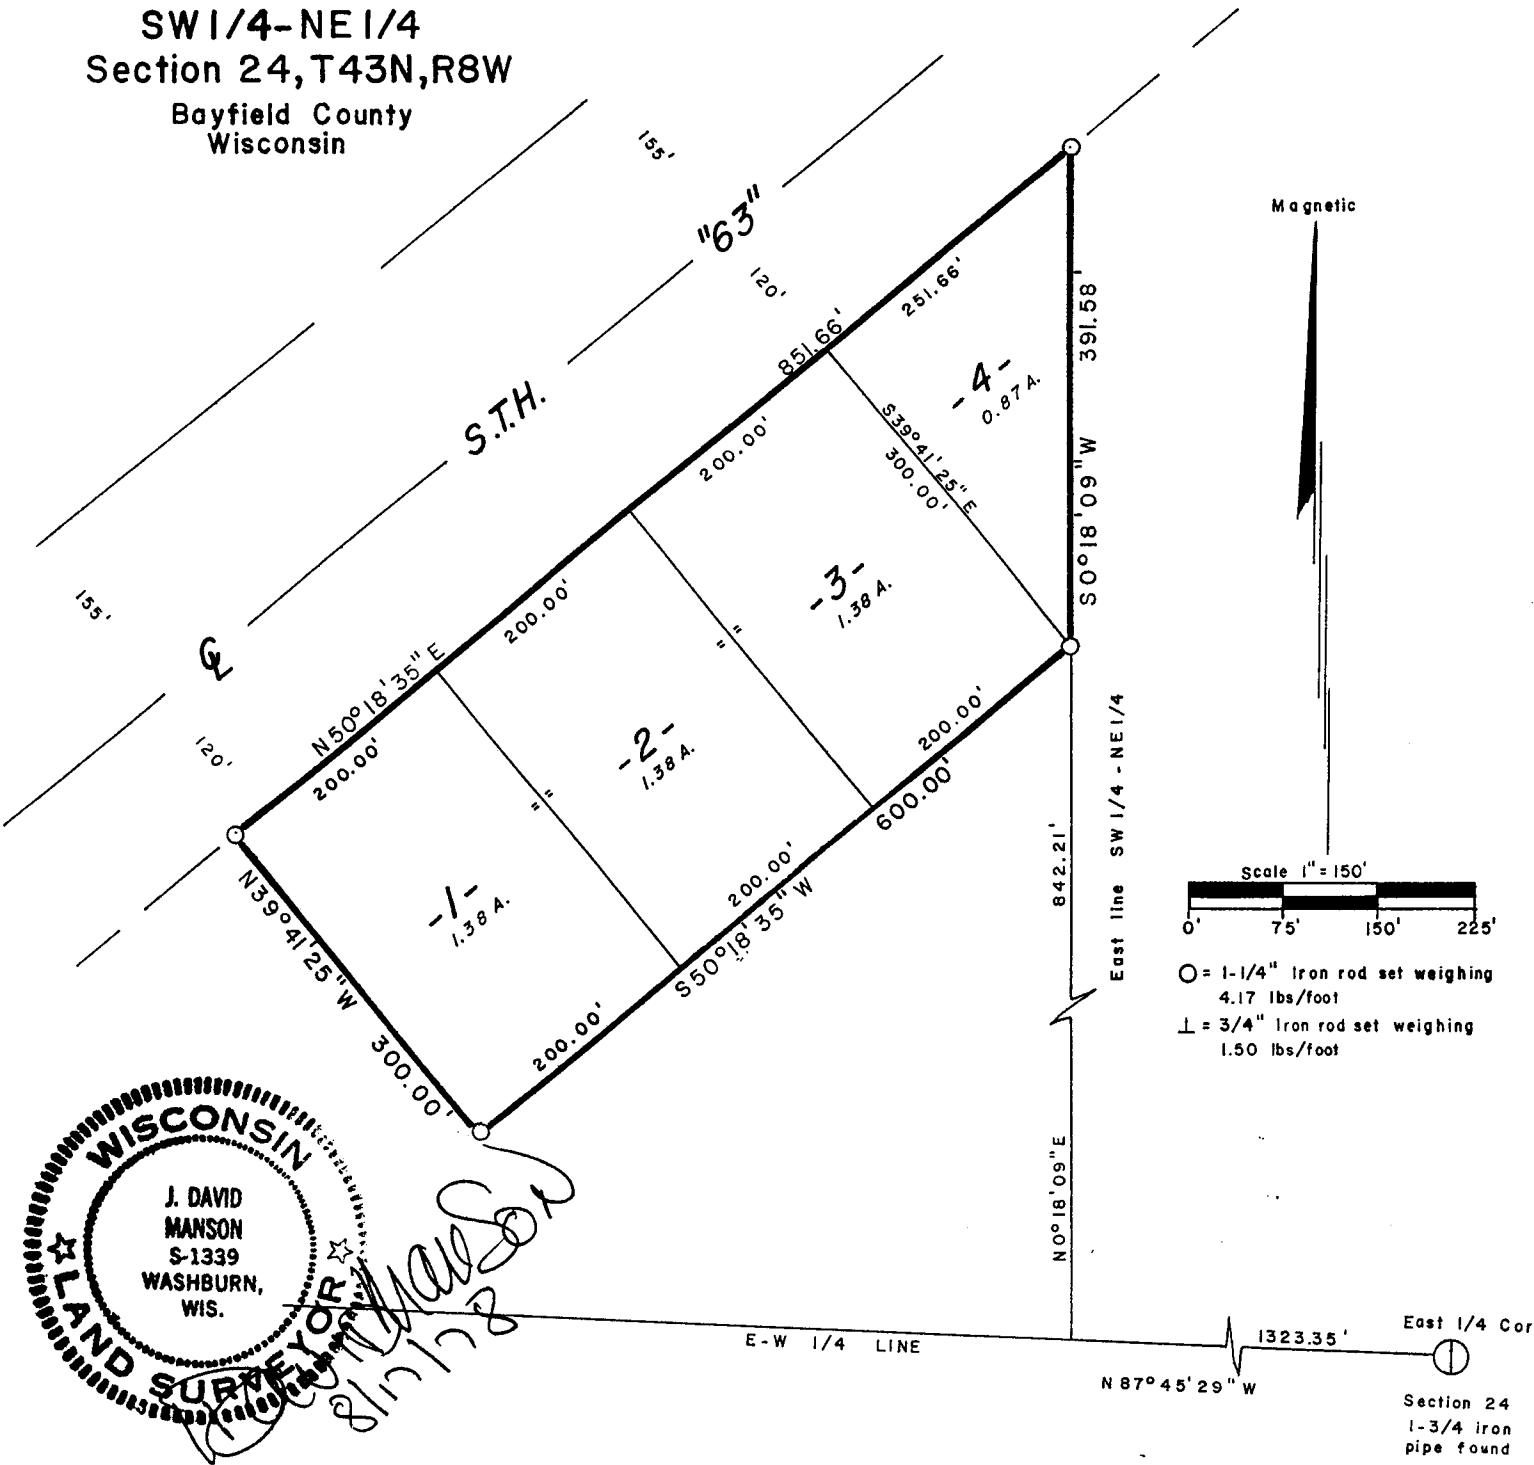 SW1/4-NE1/4
Section 24, T43N, R8W
Bayfield County
Wisconsin
155'
"63"
120'
S.T.H.
155'
℄
120'
Magnetic
851.66'
251.66'
391.58'
S0°18'09"W
-4-
0.87 A.
S39°41'25"E
300.00'
200.00'
-3-
1.38 A.
" "
200.00'
N50°18'35"E
200.00'
-2-
1.38 A.
" "
200.00'
600.00'
-1-
1.38 A.
200.00'
S50°18'35"W
N39°41'25"W
300.00'
200.00'
East line SW1/4-NE1/4
842.21'
N0°18'09"E
Scale 1"=150'
0' 75' 150' 225'
O = 1-1/4" Iron rod set weighing
4.17 lbs/foot
⊥ = 3/4" Iron rod set weighing
1.50 lbs/foot
WISCONSIN
J. DAVID
MANSON
S-1339
WASHBURN,
WIS.
LAND SURVEYOR
E-W 1/4 LINE
1323.35'
N87°45'29"W
East 1/4 Cor
Section 24
1-3/4 iron
pipe found